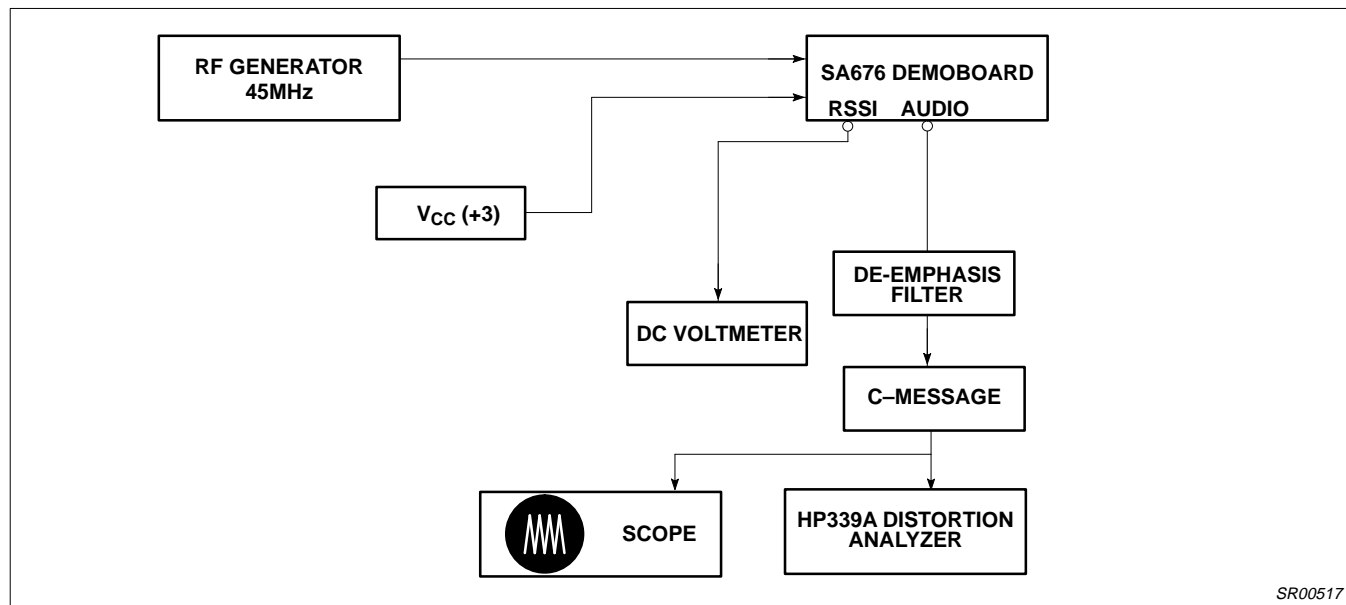 RF GENERATOR
45MHz
SA676 DEMOBOARD
RSSI AUDIO
VCC (+3)
DE-EMPHASIS
FILTER
DC VOLTMETER
C–MESSAGE
SCOPE
HP339A DISTORTION
ANALYZER
SR00517